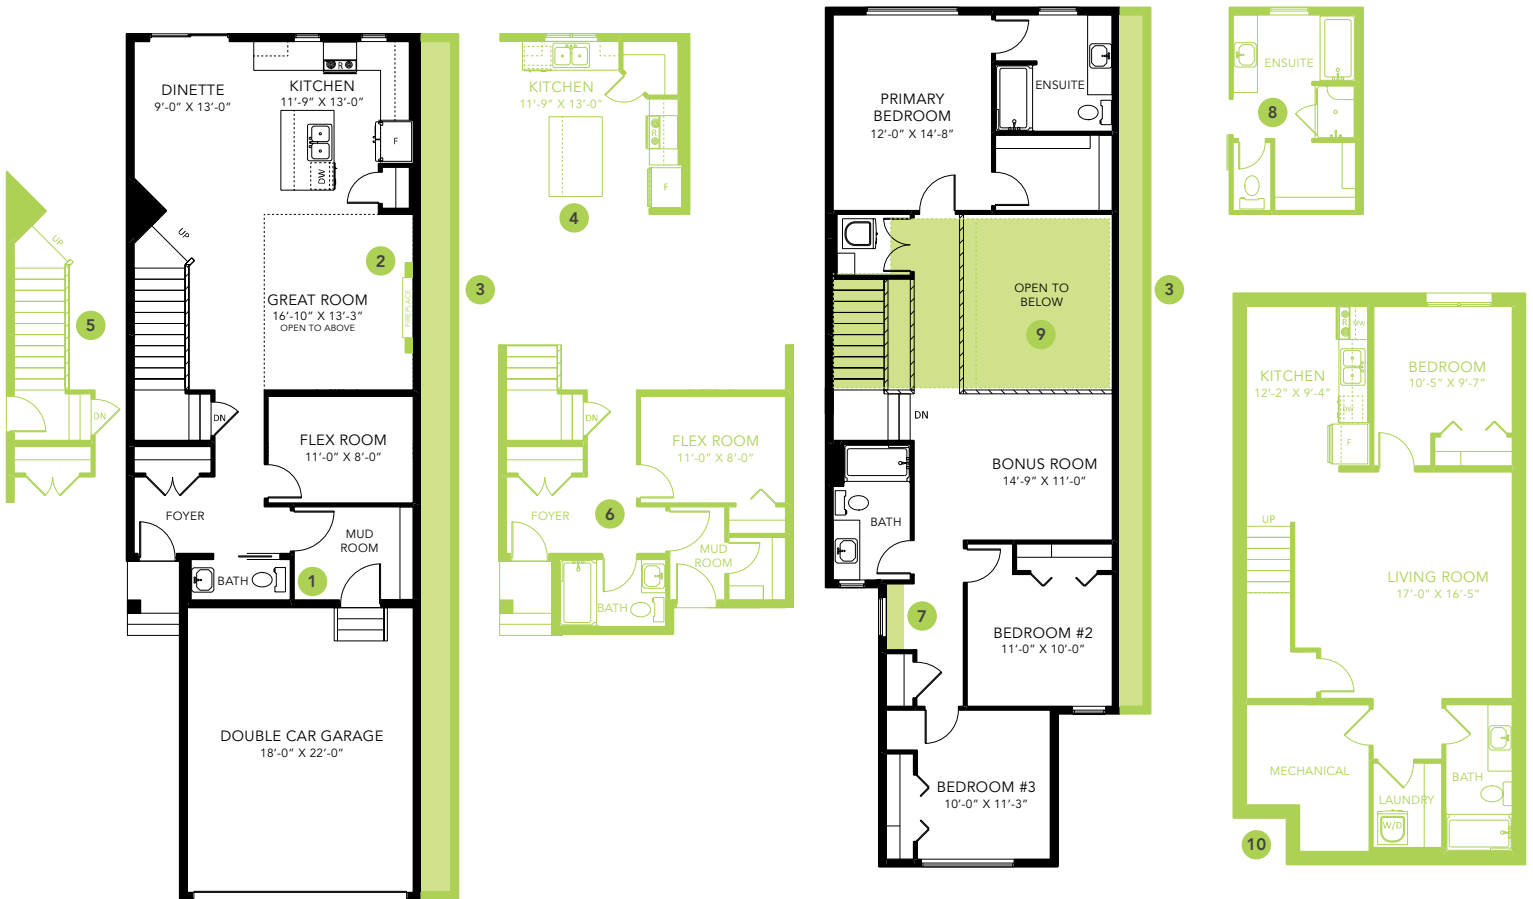 UP
5
DN
DINETTE
9'-0" X 13'-0"
KITCHEN
11'-9" X 13'-0"
R
F
DW
UP
2
FIREPLACE
GREAT ROOM
16'-10" X 13'-3"
OPEN TO ABOVE
DN
FLEX ROOM
11'-0" X 8'-0"
FOYER
MUD
ROOM
BATH
1
DOUBLE CAR GARAGE
18'-0" X 22'-0"
3
KITCHEN
11'-9" X 13'-0"
R
F
4
DN
FLEX ROOM
11'-0" X 8'-0"
FOYER
6
MUD
ROOM
BATH
PRIMARY
BEDROOM
12'-0" X 14'-8"
ENSUITE
OPEN TO
BELOW
9
3
DN
BONUS ROOM
14'-9" X 11'-0"
BATH
7
BEDROOM #2
11'-0" X 10'-0"
BEDROOM #3
10'-0" X 11'-3"
ENSUITE
8
R
MW
KITCHEN
12'-2" X 9'-4"
DW
F
BEDROOM
10'-5" X 9'-7"
UP
LIVING ROOM
17'-0" X 16'-5"
MECHANICAL
BATH
LAUNDRY
W/D
10